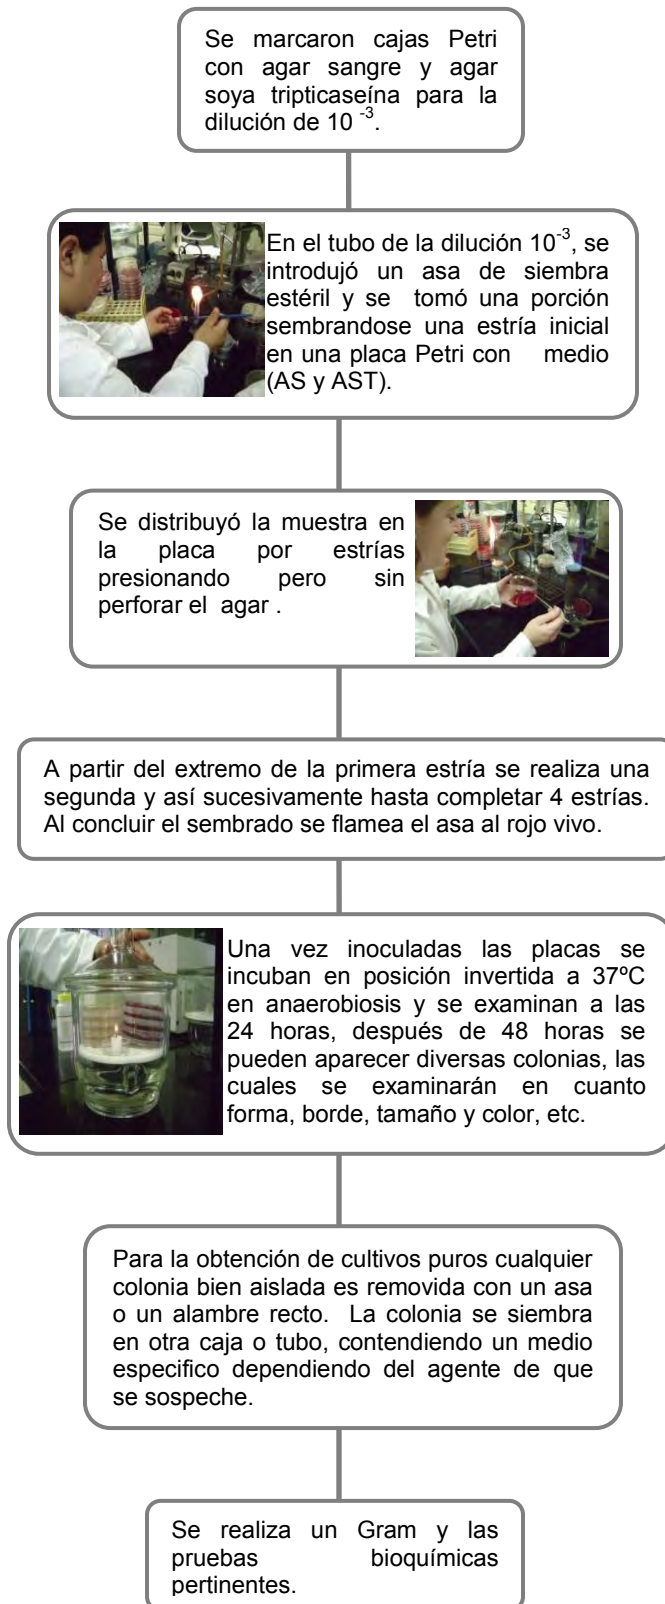 Se marcaron cajas Petri
con agar sangre y agar
soya tripticaseína para la
dilución de 10 -3.
En el tubo de la dilución 10-3, se
introdujó un asa de siembra
estéril y se tomó una porción
sembrandose una estría inicial
en una placa Petri con medio
(AS y AST).
Se distribuyó la muestra en
la placa por estrías
presionando pero sin
perforar el agar .
A partir del extremo de la primera estría se realiza una
segunda y así sucesivamente hasta completar 4 estrías.
Al concluir el sembrado se flamea el asa al rojo vivo.
Una vez inoculadas las placas se
incuban en posición invertida a 37ºC
en anaerobiosis y se examinan a las
24 horas, después de 48 horas se
pueden aparecer diversas colonias, las
cuales se examinarán en cuanto
forma, borde, tamaño y color, etc.
Para la obtención de cultivos puros cualquier
colonia bien aislada es removida con un asa
o un alambre recto. La colonia se siembra
en otra caja o tubo, contendiendo un medio
especifico dependiendo del agente de que
se sospeche.
Se realiza un Gram y las
pruebas bioquímicas
pertinentes.